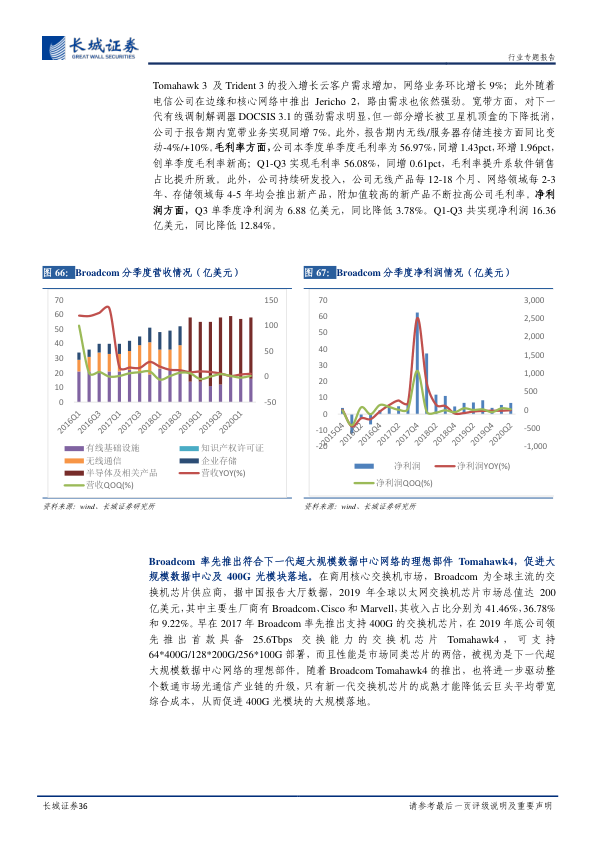 长城证券
GREAT WALL SECURITIES
行业专题报告
Tomahawk 3 及 Trident 3 的投入增长云客户需求增加，网络业务环比增长 9%；此外随着
电信公司在边缘和核心网络中推出 Jericho 2，路由需求也依然强劲。宽带方面，对下一
代有线调制解调器 DOCSIS 3.1 的强劲需求明显，但一部分增长被卫星机顶盒的下降抵消，
公司于报告期内宽带业务实现同增 7%。此外，报告期内无线/服务器存储连接方面同比变
动-4%/+10%。毛利率方面，公司本季度单季度毛利率为 56.97%，同增 1.43pct，环增 1.96pct，
创单季度毛利率新高；Q1-Q3 实现毛利率 56.08%，同增 0.61pct，毛利率提升系软件销售
占比提升所致。此外，公司持续研发投入，公司无线产品每 12-18 个月、网络领域每 2-3
年、存储领域每 4-5 年均会推出新产品，附加值较高的新产品不断拉高公司毛利率。净利
润方面，Q3 单季度净利润为 6.88 亿美元，同比降低 3.78%。Q1-Q3 共实现净利润 16.36
亿美元，同比降低 12.84%。
图 66：Broadcom 分季度营收情况（亿美元）
70
60
50
40
30
20
10
0
150
100
50
0
-50
2016Q1
2016Q3
2017Q1
2017Q3
2018Q1
2018Q3
2019Q1
2019Q3
2020Q1
有线基础设施
知识产权许可证
无线通信
企业存储
半导体及相关产品
营收YOY(%)
营收QOQ(%)
资料来源：wind、长城证券研究所
图 67：Broadcom 分季度净利润情况（亿美元）
70
60
50
40
30
20
10
0
-10
-20
3,000
2,500
2,000
1,500
1,000
500
0
-500
-1,000
2015Q4
2016Q2
2016Q4
2017Q2
2017Q4
2018Q2
2018Q4
2019Q2
2019Q4
2020Q2
净利润
净利润YOY(%)
净利润QOQ(%)
资料来源：wind、长城证券研究所
Broadcom 率先推出符合下一代超大规模数据中心网络的理想部件 Tomahawk4，促进大
规模数据中心及 400G 光模块落地。在商用核心交换机市场，Broadcom 为全球主流的交
换机芯片供应商，据中国报告大厅数据，2019 年全球以太网交换机芯片市场总值达 200
亿美元，其中主要生厂商有 Broadcom、Cisco 和 Marvell，其收入占比分别为 41.46%、36.78%
和 9.22%。早在 2017 年 Broadcom 率先推出支持 400G 的交换机芯片，在 2019 年底公司领
先推出首款具备 25.6Tbps 交换能力的交换机芯片 Tomahawk4，可支持
64*400G/128*200G/256*100G 部署，而且性能是市场同类芯片的两倍，被视为是下一代超
大规模数据中心网络的理想部件。随着 Broadcom Tomahawk4 的推出，也将进一步驱动整
个数通市场光通信产业链的升级，只有新一代交换机芯片的成熟才能降低云巨头平均带宽
综合成本，从而促进 400G 光模块的大规模落地。
长城证券36
请参考最后一页评级说明及重要声明